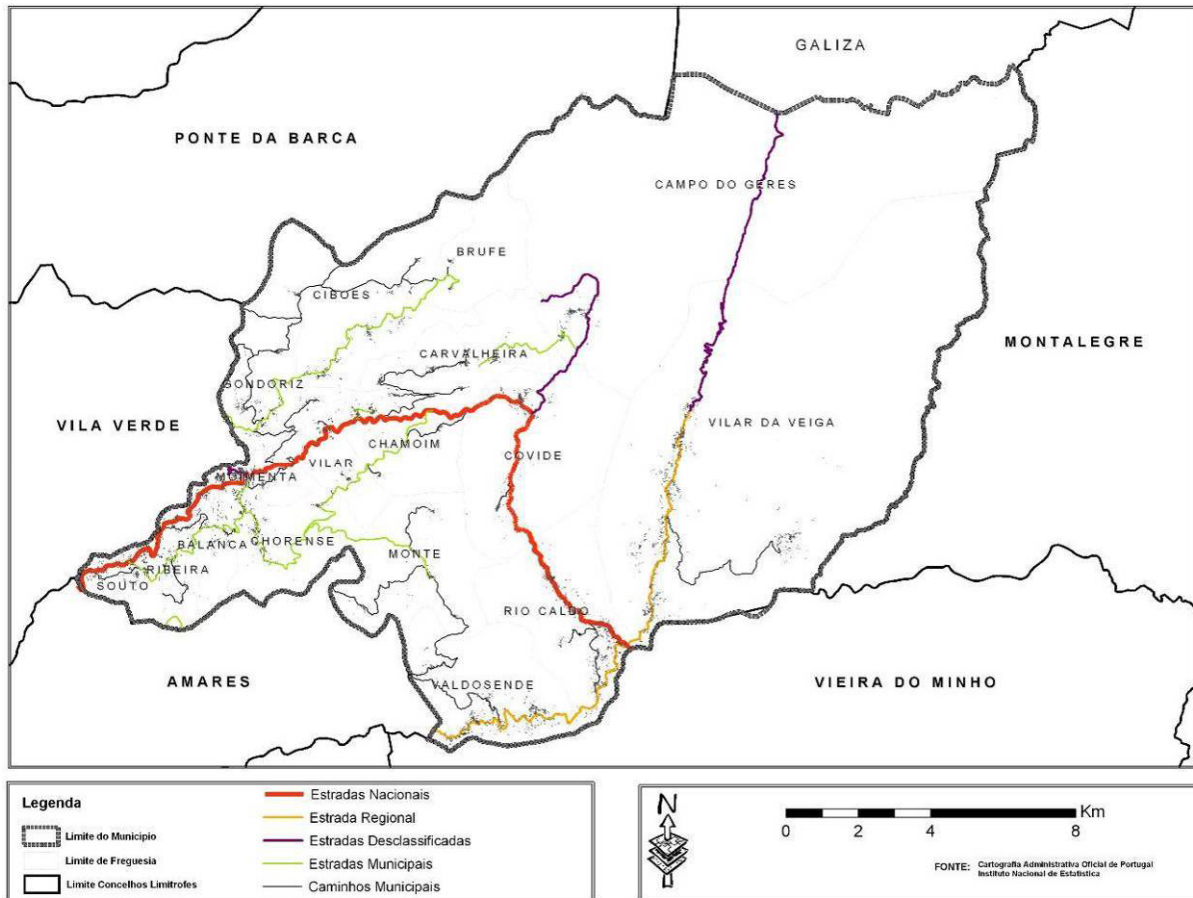 GALIZA
PONTE DA BARCA
CAMPO DO GERES
BRUFE
CIBOES
MONTALEGRE
CARVALHEIRA
GONDORIZ
VILA VERDE
VILAR DA VEIGA
CHAMOIM
COVIDE
VILAR
MOIMENTA
CHORENSE
BALANCA
MONTE
RIBEIRA
SOUTO
RIO CALDO
AMARES
VALDOSENDE
VIEIRA DO MINHO
Legenda
Limite do Municipio
Limite de Freguesia
Limite Concelhos Limitrofes
Estradas Nacionais
Estrada Regional
Estradas Desclassificadas
Estradas Municipais
Caminhos Municipais
N
Km
0 2 4 8
FONTE: Cartografia Administrativa Oficial de Portugal
Instituto Nacional de Estatistica